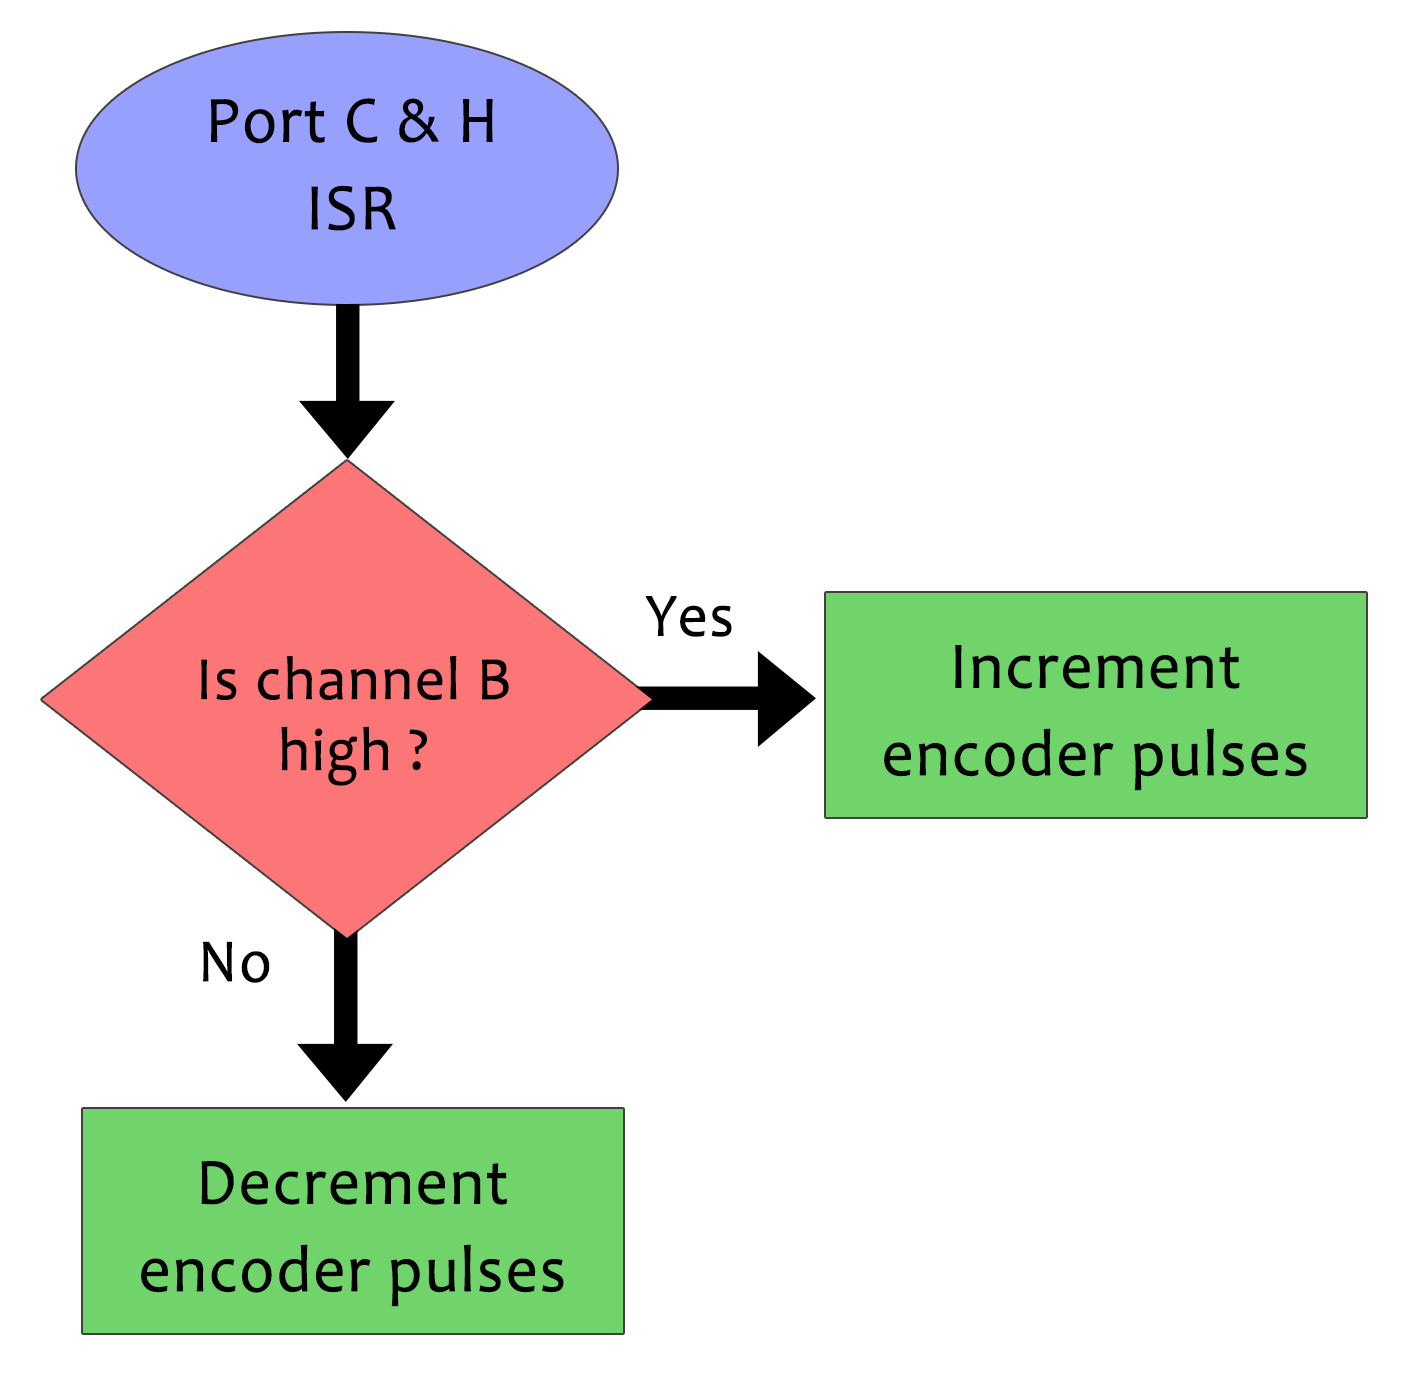 Port C & H
ISR
Is channel B
high ?
Yes
Increment
encoder pulses
No
Decrement
encoder pulses